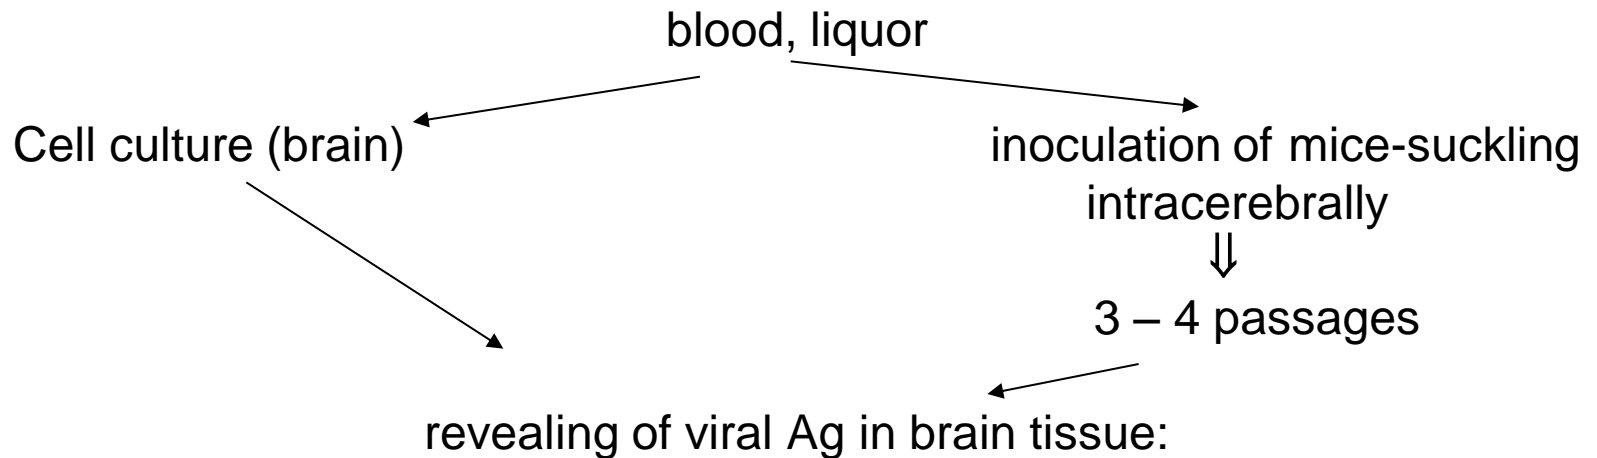 blood, liquor
Cell culture (brain)
inoculation of mice-suckling
intracerebrally
⇓
3 – 4 passages
revealing of viral Ag in brain tissue: